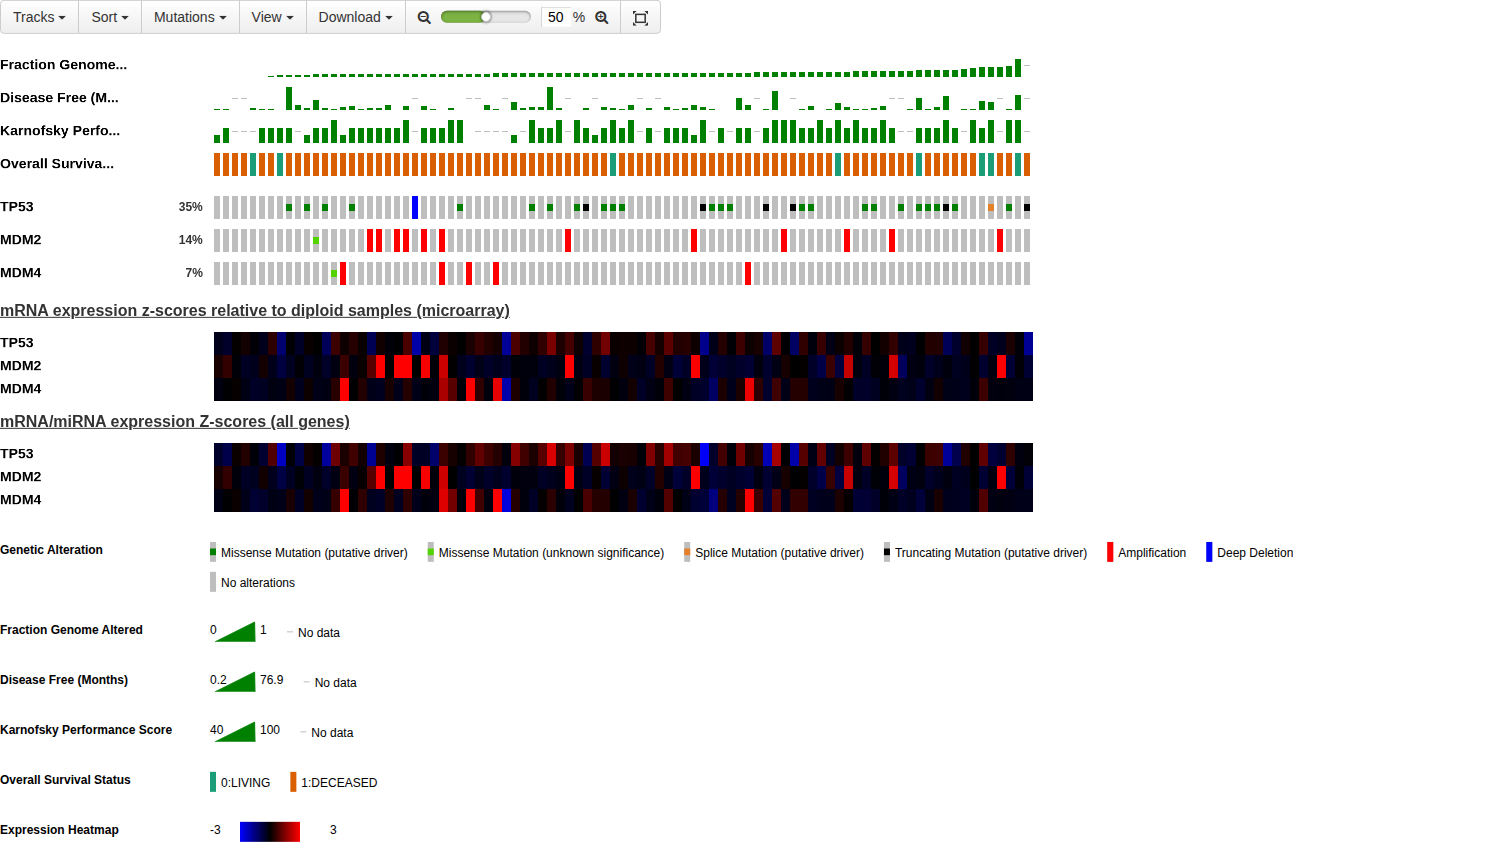 Tracks Sort Mutations View Download 50 %
Fraction Genome...
Disease Free (M...
Karnofsky Perfo...
Overall Surviva...
TP53 35%
MDM2 14%
MDM4 7%
mRNA expression z-scores relative to diploid samples (microarray)
TP53
MDM2
MDM4
mRNA/miRNA expression Z-scores (all genes)
TP53
MDM2
MDM4
Genetic Alteration Missense Mutation (putative driver) Missense Mutation (unknown significance) Splice Mutation (putative driver) Truncating Mutation (putative driver) Amplification Deep Deletion
No alterations
Fraction Genome Altered 0 1 No data
Disease Free (Months) 0.2 76.9 No data
Karnofsky Performance Score 40 100 No data
Overall Survival Status 0:LIVING 1:DECEASED
Expression Heatmap -3 3